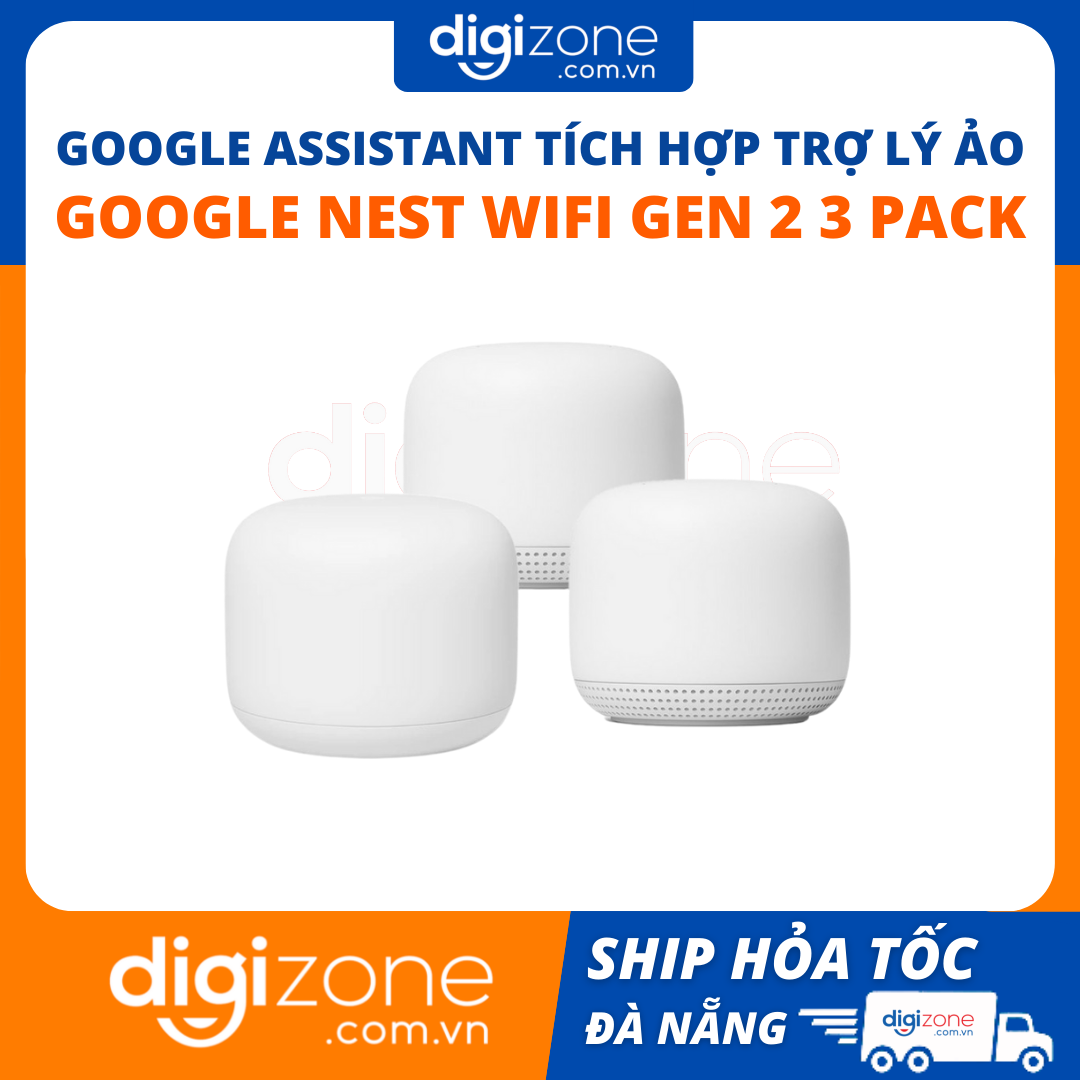 digizone
.com.vn
GOOGLE ASSISTANT TÍCH HỢP TRỢ LÝ ẢO
GOOGLE NEST WIFI GEN 2 3 PACK
digizone
digizone
.com.vn
SHIP HỎA TỐC
ĐÀ NẴNG
digizone
.com.vn